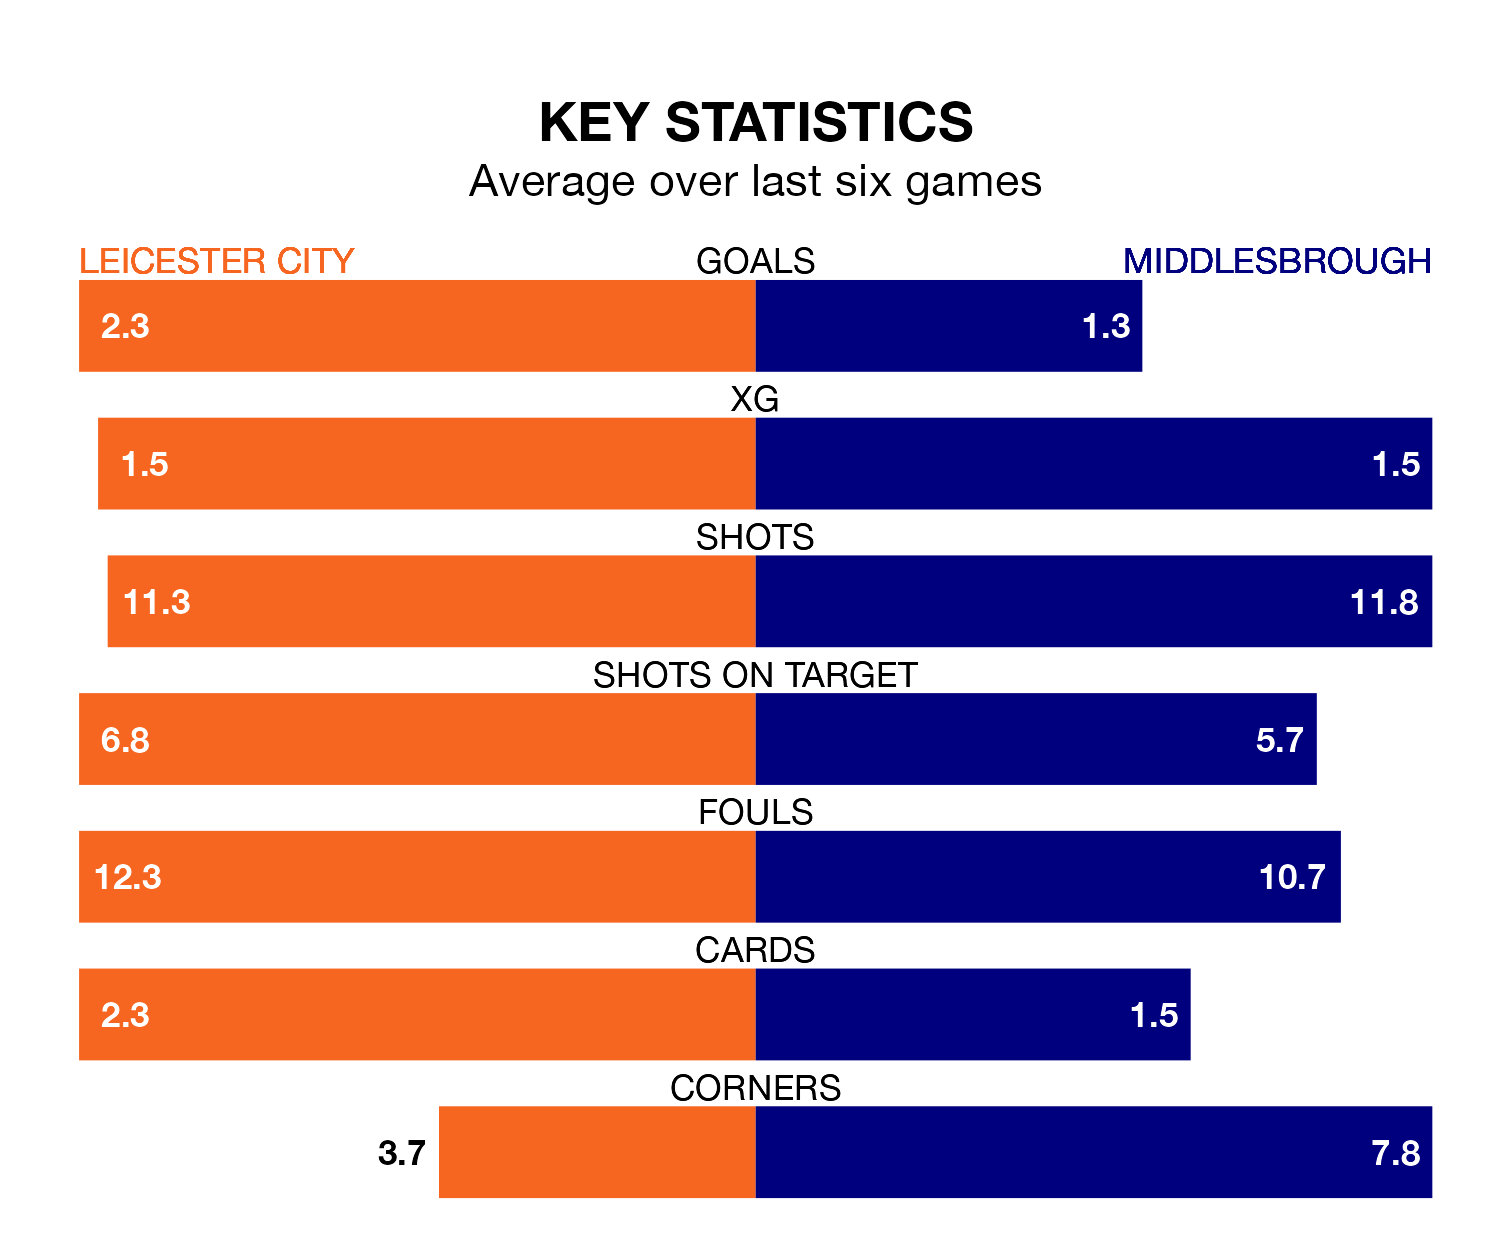 KEY STATISTICS
Average over last six games
LEICESTER CITY GOALS MIDDLESBROUGH
2.3 1.3
XG
1.5 1.5
SHOTS
11.3 11.8
SHOTS ON TARGET
6.8 5.7
FOULS
12.3 10.7
CARDS
2.3 1.5
CORNERS
3.7 7.8